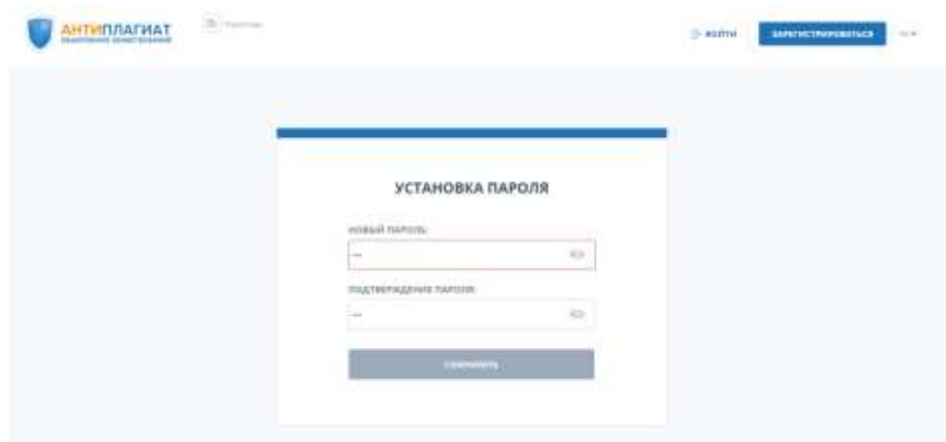 АНТИПЛАГИАТ
ВОЙТИ
ЗАРЕГИСТРИРОВАТЬСЯ
УСТАНОВКА ПАРОЛЯ
НОВЫЙ ПАРОЛЬ:
ПОДТВЕРЖДЕНИЕ ПАРОЛЯ:
СОХРАНИТЬ